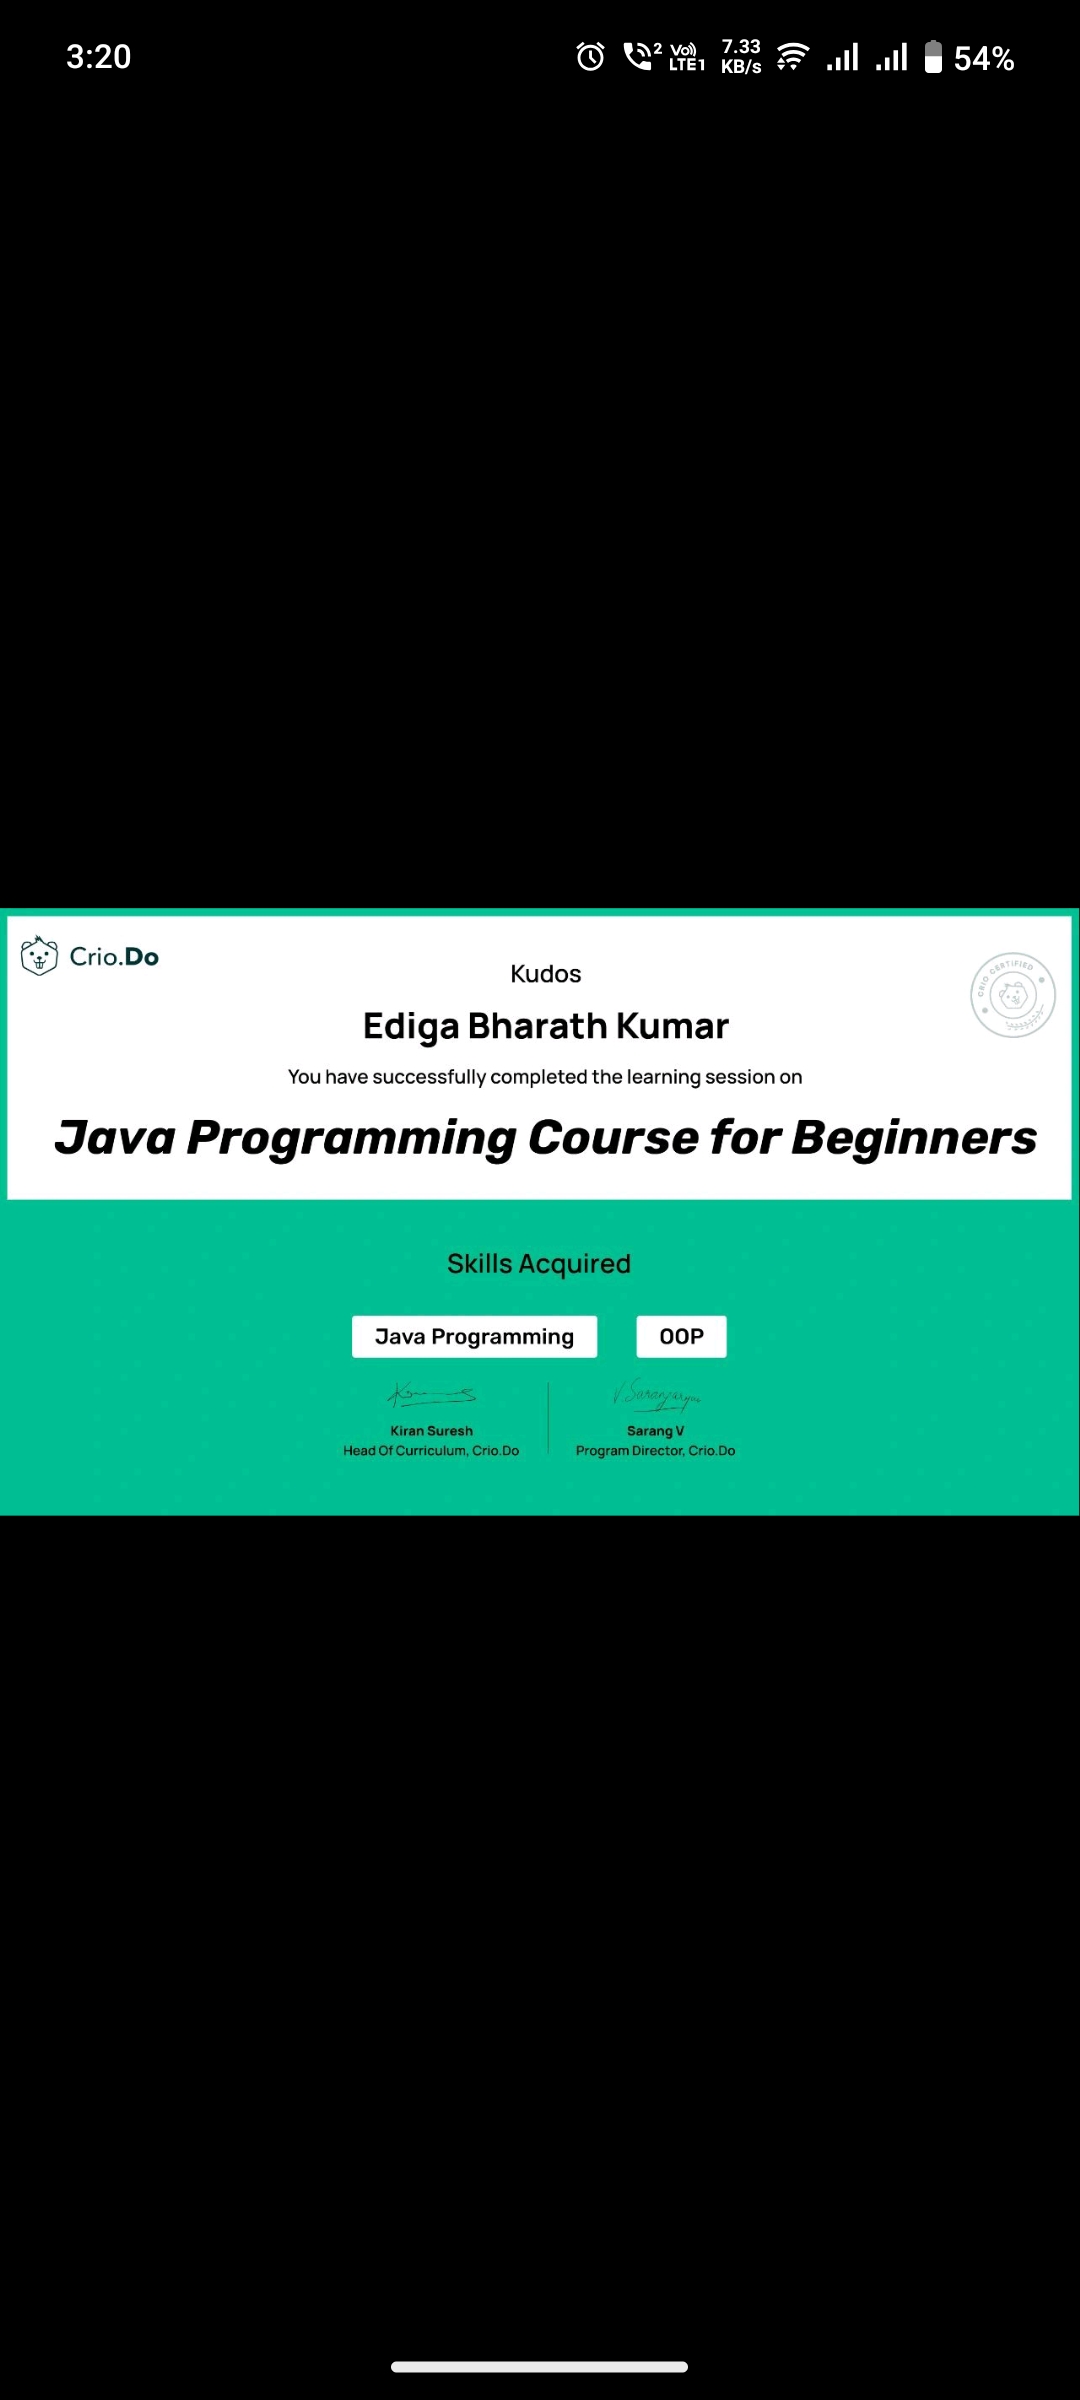 3:20
2
Vo)) LTE1
7.33 KB/s
54%
Crio.Do
Kudos
CRIO CERTIFIED
Ediga Bharath Kumar
You have successfully completed the learning session on
Java Programming Course for Beginners
Skills Acquired
Java Programming
OOP
Kiran Suresh
Head Of Curriculum, Crio.Do
Sarang V
Program Director, Crio.Do